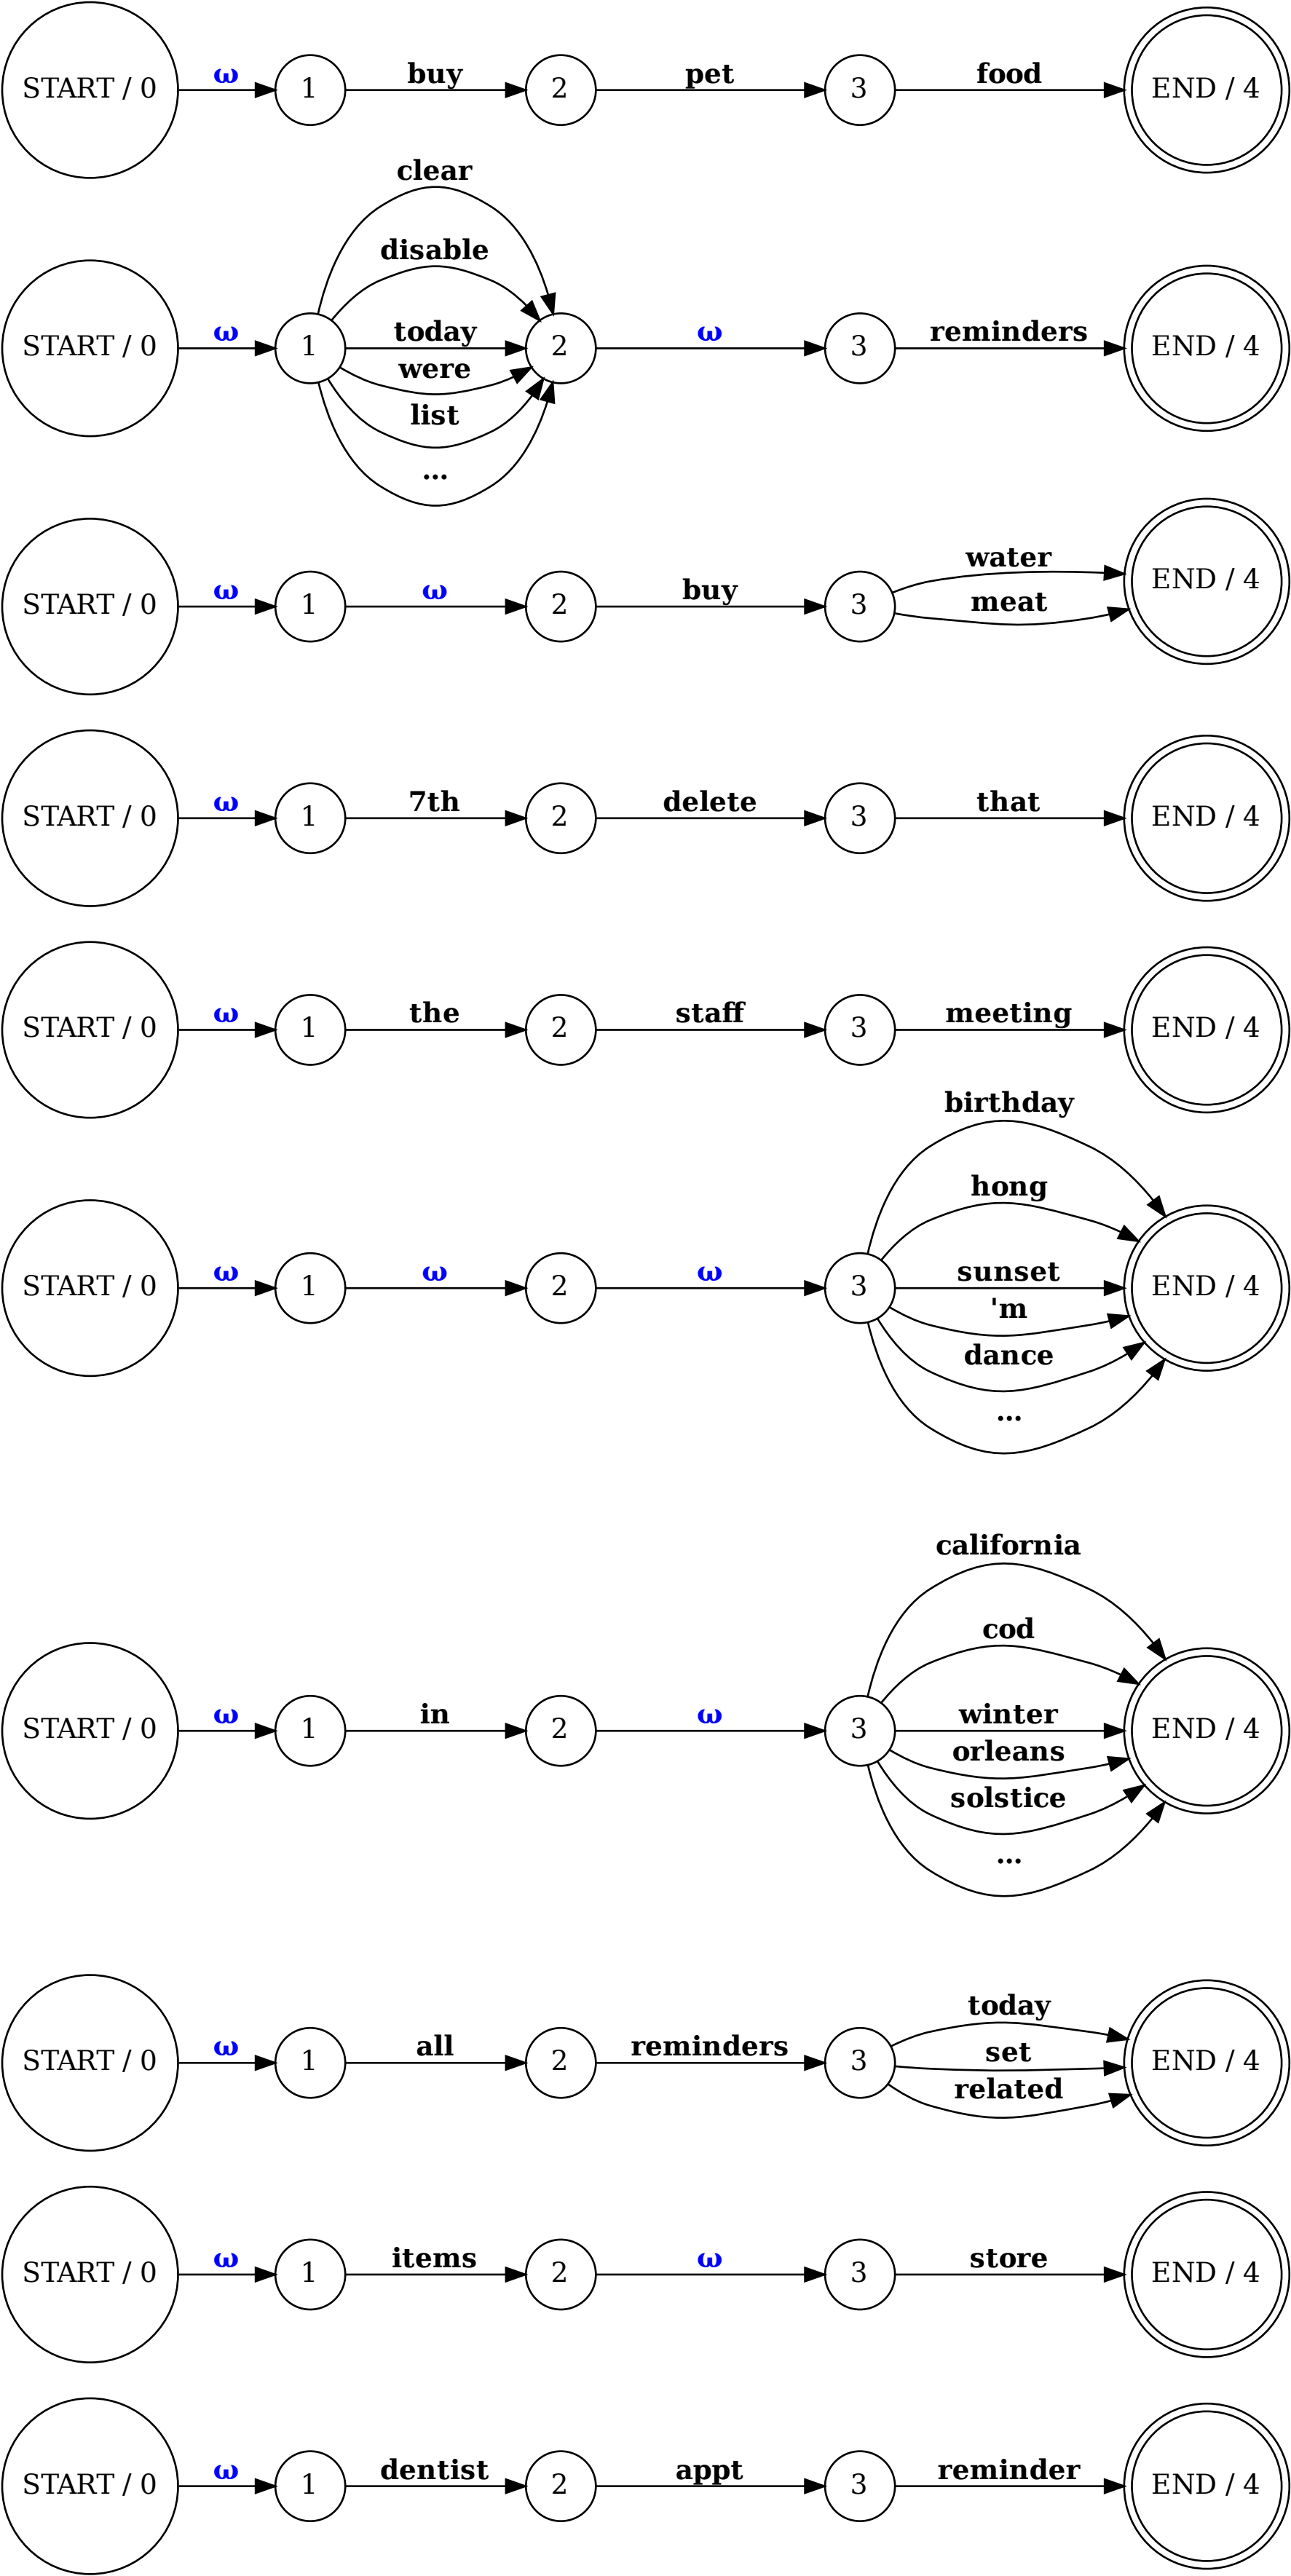 START / 0 ω 1 buy 2 pet 3 food END / 4
clear
disable
START / 0 ω 1 today 2 ω 3 reminders END / 4
were
list
...
water
START / 0 ω 1 ω 2 buy 3 meat END / 4
START / 0 ω 1 7th 2 delete 3 that END / 4
START / 0 ω 1 the 2 staff 3 meeting END / 4
birthday
hong
START / 0 ω 1 ω 2 ω 3 sunset END / 4
'm
dance
...
california
cod
START / 0 ω 1 in 2 ω 3 winter END / 4
orleans
solstice
...
today
START / 0 ω 1 all 2 reminders 3 set END / 4
related
START / 0 ω 1 items 2 ω 3 store END / 4
START / 0 ω 1 dentist 2 appt 3 reminder END / 4